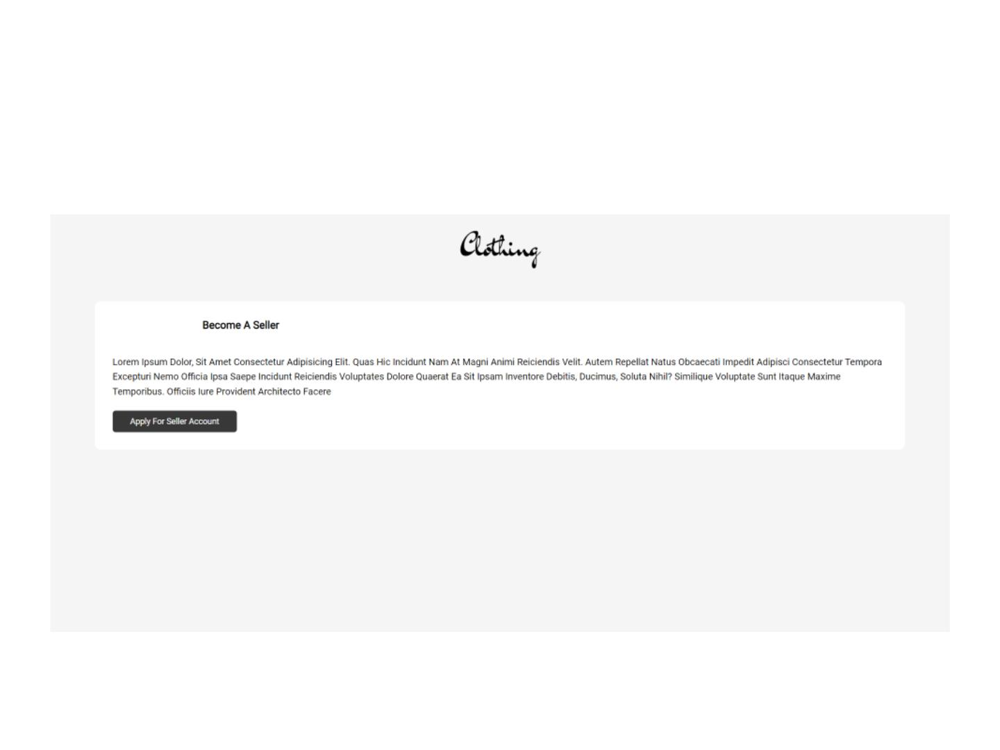 Clothing
Become A Seller
Lorem Ipsum Dolor, Sit Amet Consectetur Adipisicing Elit. Quas Hic Incidunt Nam At Magni Animi Reiciendis Velit. Autem Repellat Natus Obcaecati Impedit Adipisci Consectetur Tempora
Excepturi Nemo Officia Ipsa Saepe Incidunt Reiciendis Voluptates Dolore Quaerat Ea Sit Ipsam Inventore Debitis, Ducimus, Soluta Nihil? Similique Voluptate Sunt Itaque Maxime
Temporibus. Officiis Iure Provident Architecto Facere
Apply For Seller Account